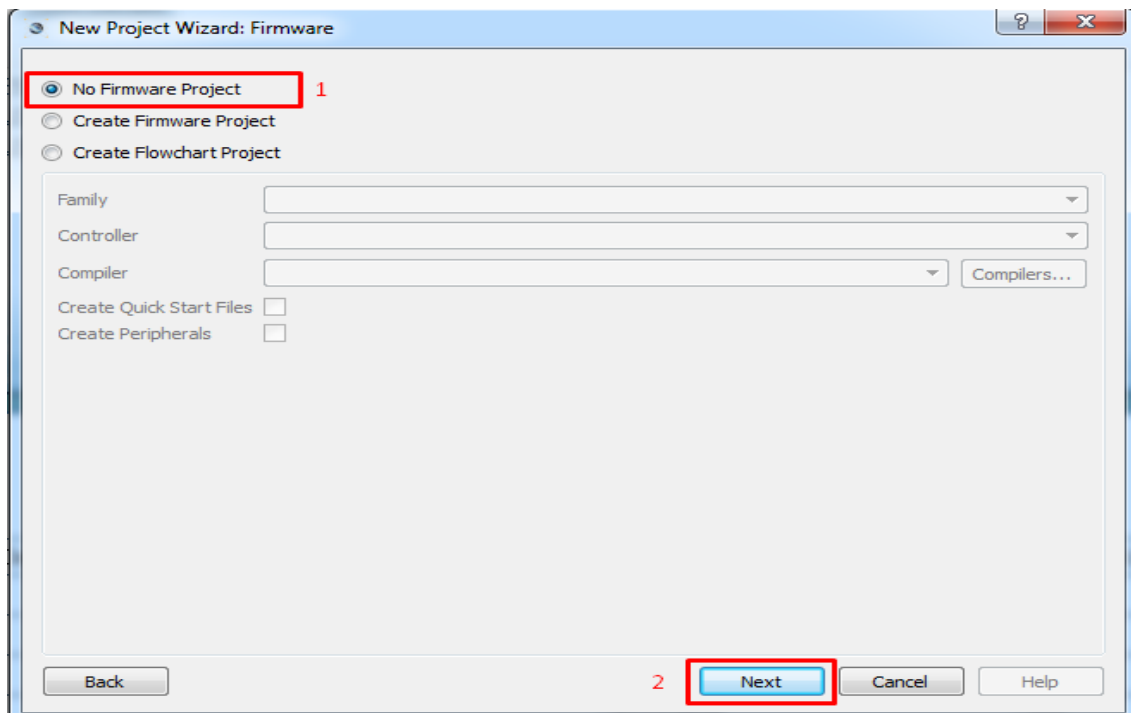 New Project Wizard: Firmware
No Firmware Project 1
Create Firmware Project
Create Flowchart Project
Family
Controller
Compiler Compilers...
Create Quick Start Files
Create Peripherals
Back 2 Next Cancel Help